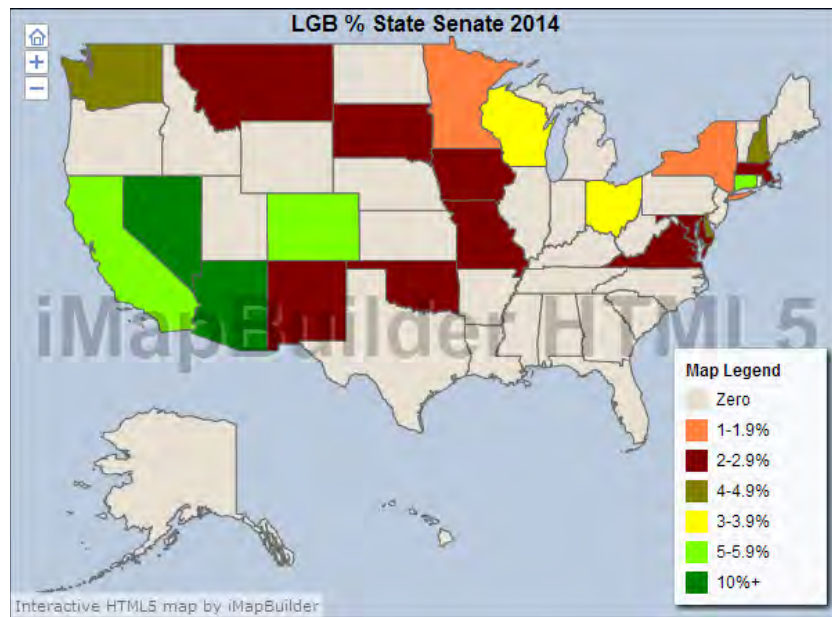 LGB % State Senate 2014
iMapBuilder HTML5
Map Legend
Zero
1-1.9%
2-2.9%
4-4.9%
3-3.9%
5-5.9%
10%+
Interactive HTML5 map by iMapBuilder